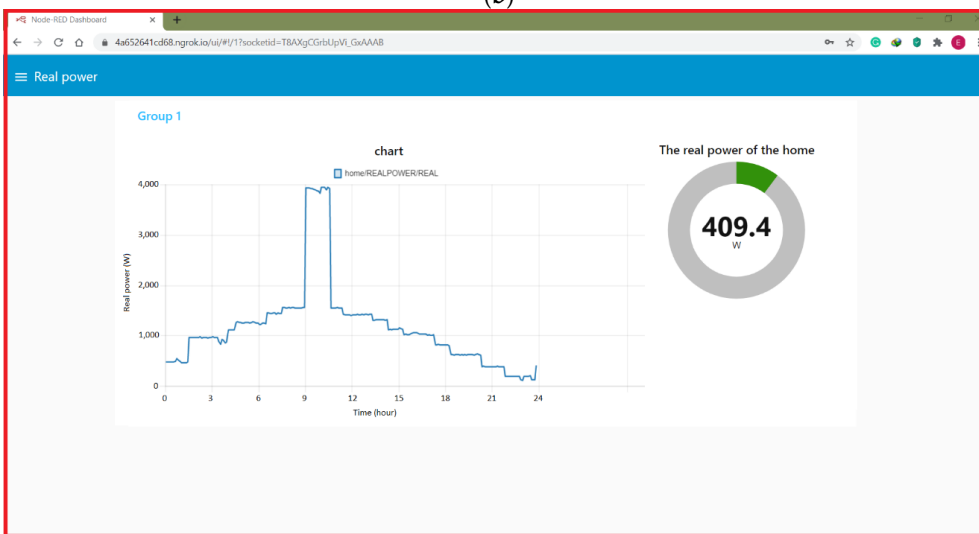 (b)
Node-RED Dashboard
4a652641cd68.ngrok.io/ui/#!/1?socketid=T8AXgCGrbUpVi_GxAAAB
E
Real power
Group 1
chart
home/REALPOWER/REAL
4,000
3,000
2,000
1,000
0
Real power (W)
0 3 6 9 12 15 18 21 24
Time (hour)
The real power of the home
409.4
W